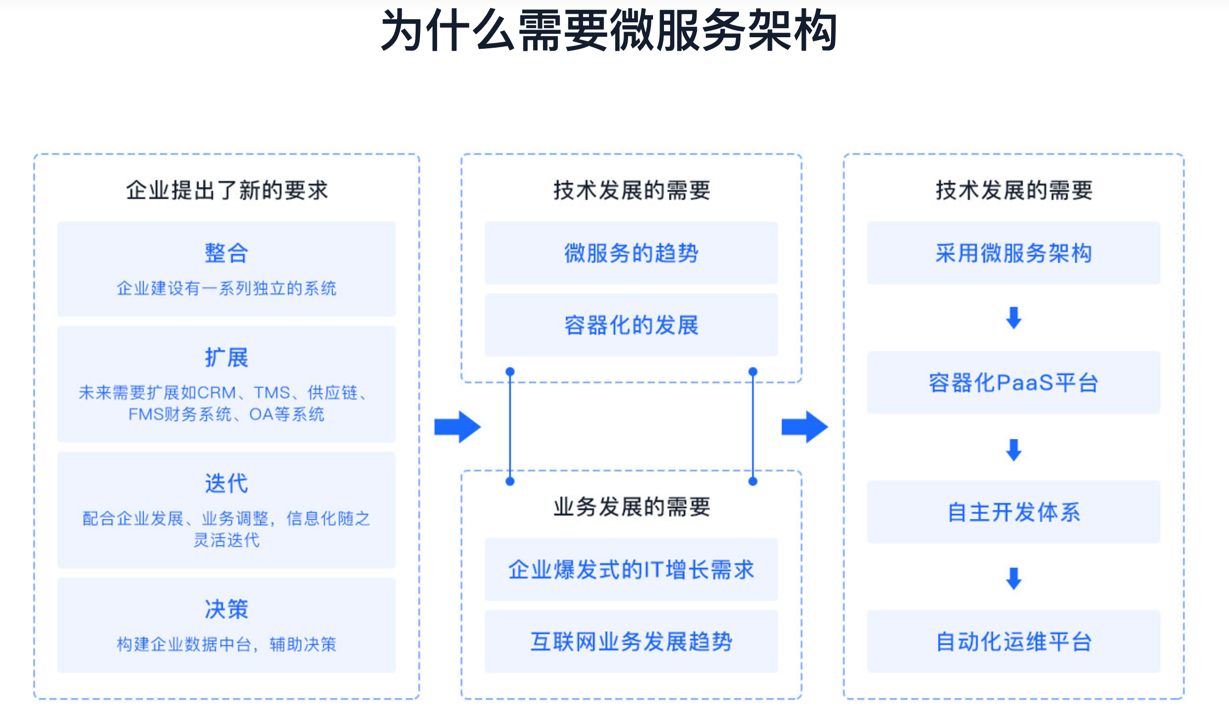 为什么需要微服务架构
企业提出了新的要求
整合
企业建设有一系列独立的系统
扩展
未来需要扩展如CRM、TMS、供应链、
FMS财务系统、OA等系统
迭代
配合企业发展、业务调整，信息化随之
灵活迭代
决策
构建企业数据中台，辅助决策
技术发展的需要
微服务的趋势
容器化的发展
业务发展的需要
企业爆发式的IT增长需求
互联网业务发展趋势
技术发展的需要
采用微服务架构
容器化PaaS平台
自主开发体系
自动化运维平台